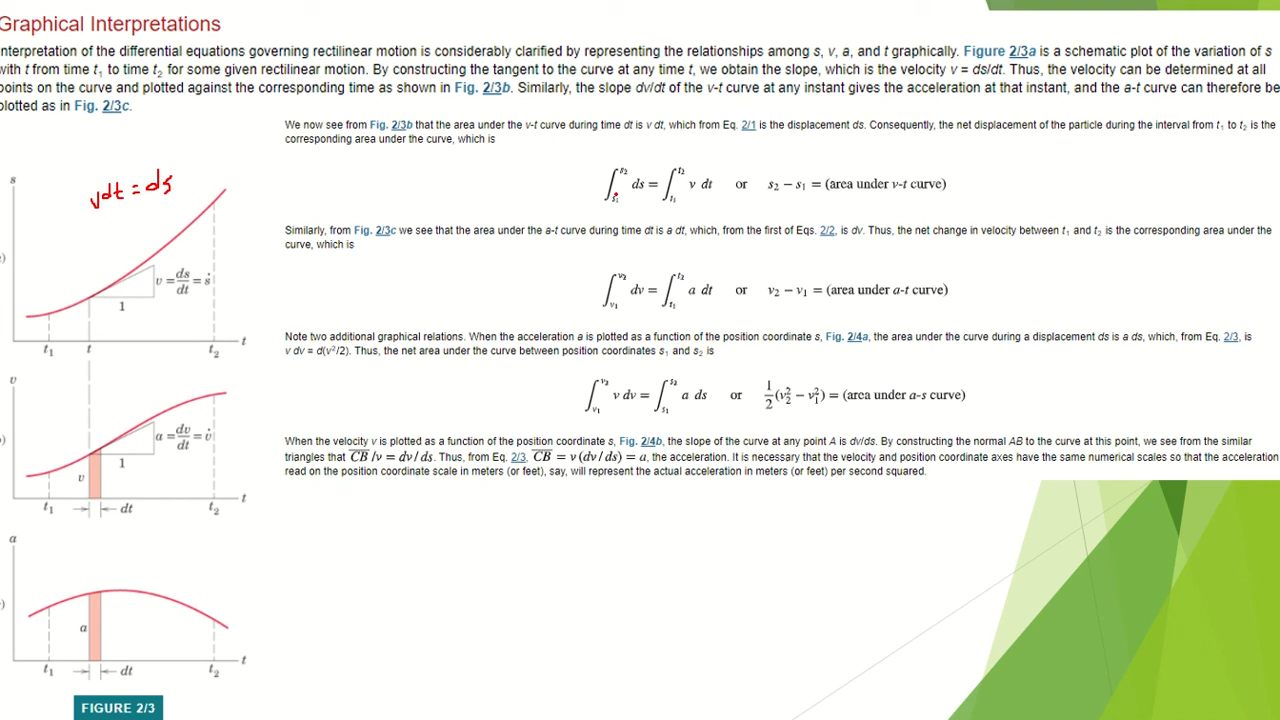 Graphical Interpretations
nterpretation of the differential equations governing rectilinear motion is considerably clarified by representing the relationships among s, v, a, and t graphically. Figure 2/3a is a schematic plot of the variation of s
with t from time t₁ to time t₂ for some given rectilinear motion. By constructing the tangent to the curve at any time t, we obtain the slope, which is the velocity v = ds/dt. Thus, the velocity can be determined at all
points on the curve and plotted against the corresponding time as shown in Fig. 2/3b. Similarly, the slope dv/dt of the v-t curve at any instant gives the acceleration at that instant, and the a-t curve can therefore be
plotted as in Fig. 2/3c.
We now see from Fig. 2/3b that the area under the v-t curve during time dt is v dt, which from Eq. 2/1 is the displacement ds. Consequently, the net displacement of the particle during the interval from t₁ to t₂ is the
corresponding area under the curve, which is
∫_{s₁}^{s₂} ds = ∫_{t₁}^{t₂} v dt or s₂ − s₁ = (area under v-t curve)
Similarly, from Fig. 2/3c we see that the area under the a-t curve during time dt is a dt, which, from the first of Eqs. 2/2, is dv. Thus, the net change in velocity between t₁ and t₂ is the corresponding area under the
curve, which is
∫_{v₁}^{v₂} dv = ∫_{t₁}^{t₂} a dt or v₂ − v₁ = (area under a-t curve)
Note two additional graphical relations. When the acceleration a is plotted as a function of the position coordinate s, Fig. 2/4a, the area under the curve during a displacement ds is a ds, which, from Eq. 2/3, is
v dv = d(v²/2). Thus, the net area under the curve between position coordinates s₁ and s₂ is
∫_{v₁}^{v₂} v dv = ∫_{s₁}^{s₂} a ds or 1/2(v₂² − v₁²) = (area under a-s curve)
When the velocity v is plotted as a function of the position coordinate s, Fig. 2/4b, the slope of the curve at any point A is dv/ds. By constructing the normal AB to the curve at this point, we see from the similar
triangles that C̅B̅/v = dv/ds. Thus, from Eq. 2/3, C̅B̅ = v(dv/ds) = a, the acceleration. It is necessary that the velocity and position coordinate axes have the same numerical scales so that the acceleration
read on the position coordinate scale in meters (or feet), say, will represent the actual acceleration in meters (or feet) per second squared.
s
vdt = ds
)
v = ds/dt = ṡ
1
t₁ t t₂ t
v
)
a = dv/dt = v̇
1
v
t₁ dt t₂ t
a
)
a
t₁ dt t₂ t
FIGURE 2/3